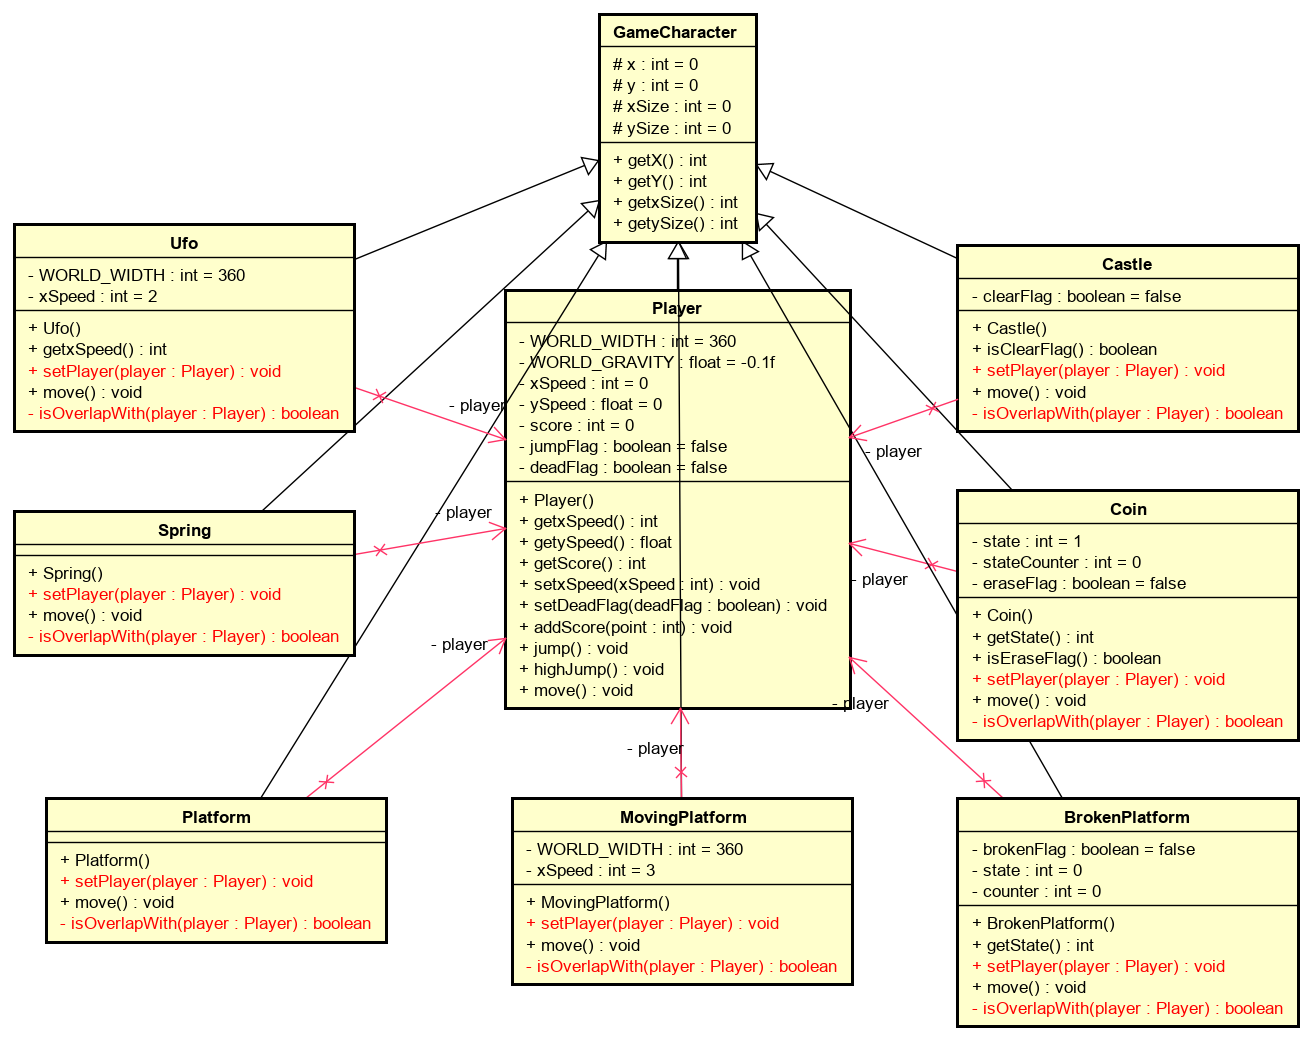 GameCharacter
# x : int = 0
# y : int = 0
# xSize : int = 0
# ySize : int = 0
+ getX() : int
+ getY() : int
+ getxSize() : int
+ getySize() : int
Ufo
- WORLD_WIDTH : int = 360
- xSpeed : int = 2
+ Ufo()
+ getxSpeed() : int
+ setPlayer(player : Player) : void
+ move() : void
- isOverlapWith(player : Player) : boolean
- player
Player
- WORLD_WIDTH : int = 360
- WORLD_GRAVITY : float = -0.1f
- xSpeed : int = 0
- ySpeed : float = 0
- score : int = 0
- jumpFlag : boolean = false
- deadFlag : boolean = false
+ Player()
+ getxSpeed() : int
+ getySpeed() : float
+ getScore() : int
+ setxSpeed(xSpeed : int) : void
+ setDeadFlag(deadFlag : boolean) : void
+ addScore(point : int) : void
+ jump() : void
+ highJump() : void
+ move() : void
Castle
- clearFlag : boolean = false
+ Castle()
+ isClearFlag() : boolean
+ setPlayer(player : Player) : void
+ move() : void
- isOverlapWith(player : Player) : boolean
- player
Spring
+ Spring()
+ setPlayer(player : Player) : void
+ move() : void
- isOverlapWith(player : Player) : boolean
- player
Coin
- state : int = 1
- stateCounter : int = 0
- eraseFlag : boolean = false
+ Coin()
+ getState() : int
+ isEraseFlag() : boolean
+ setPlayer(player : Player) : void
+ move() : void
- isOverlapWith(player : Player) : boolean
- player
- player
Platform
+ Platform()
+ setPlayer(player : Player) : void
+ move() : void
- isOverlapWith(player : Player) : boolean
- player
MovingPlatform
- WORLD_WIDTH : int = 360
- xSpeed : int = 3
+ MovingPlatform()
+ setPlayer(player : Player) : void
+ move() : void
- isOverlapWith(player : Player) : boolean
- player
BrokenPlatform
- brokenFlag : boolean = false
- state : int = 0
- counter : int = 0
+ BrokenPlatform()
+ getState() : int
+ setPlayer(player : Player) : void
+ move() : void
- isOverlapWith(player : Player) : boolean